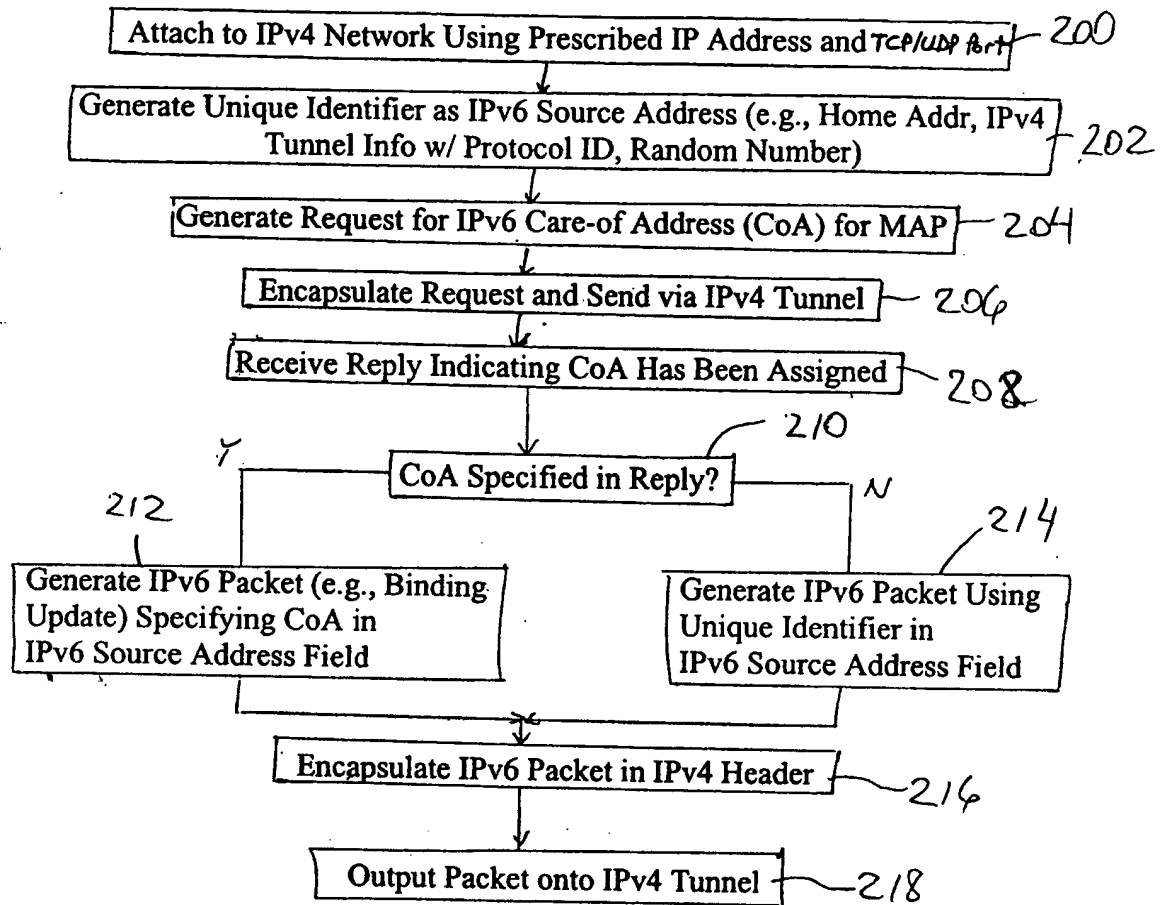 Attach to IPv4 Network Using Prescribed IP Address and TCP/UDP Port
200
Generate Unique Identifier as IPv6 Source Address (e.g., Home Addr, IPv4
Tunnel Info w/ Protocol ID, Random Number)
202
Generate Request for IPv6 Care-of Address (CoA) for MAP
204
Encapsulate Request and Send via IPv4 Tunnel
206
Receive Reply Indicating CoA Has Been Assigned
208
210
Y
CoA Specified in Reply?
N
212
214
Generate IPv6 Packet (e.g., Binding
Update) Specifying CoA in
IPv6 Source Address Field
Generate IPv6 Packet Using
Unique Identifier in
IPv6 Source Address Field
Encapsulate IPv6 Packet in IPv4 Header
216
Output Packet onto IPv4 Tunnel
218